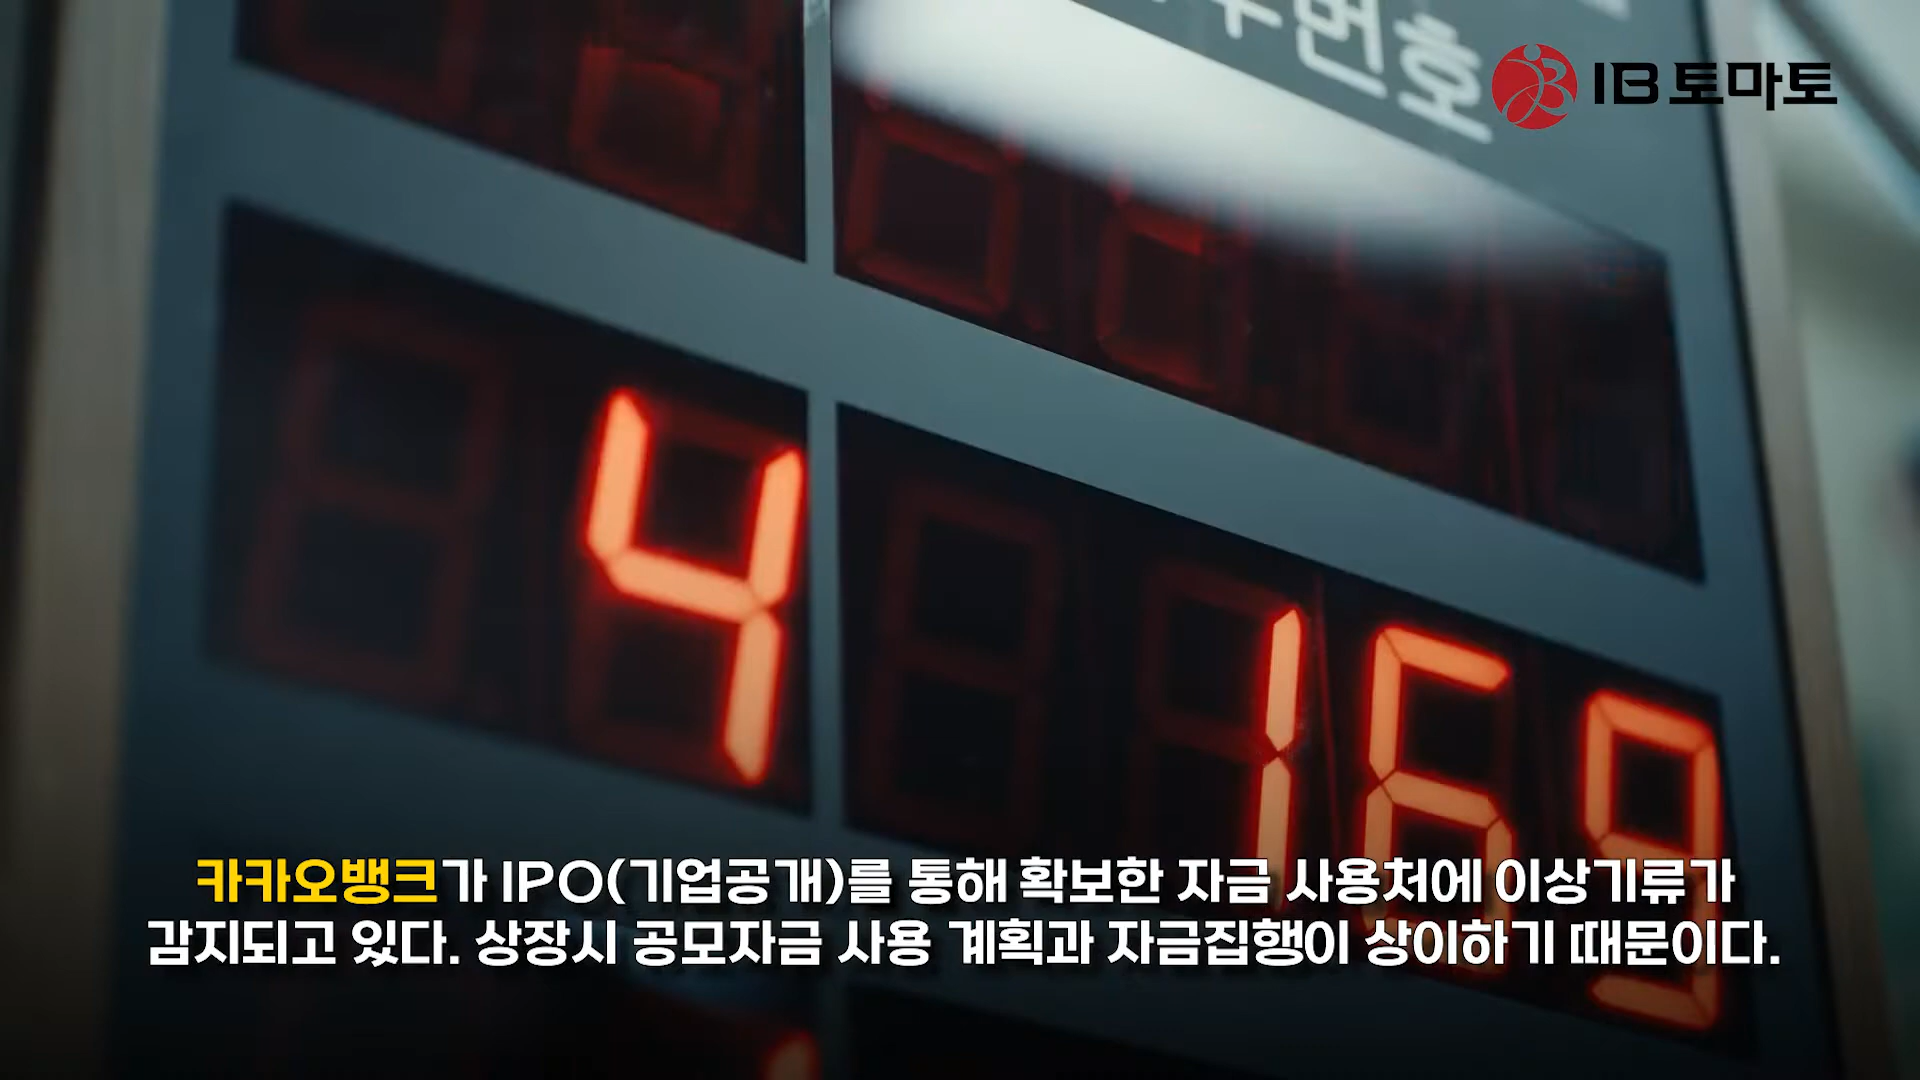 번호
IB 토마토
4 169
카카오뱅크가 IPO(기업공개)를 통해 확보한 자금 사용처에 이상기류가
감지되고 있다. 상장시 공모자금 사용 계획과 자금집행이 상이하기 때문이다.